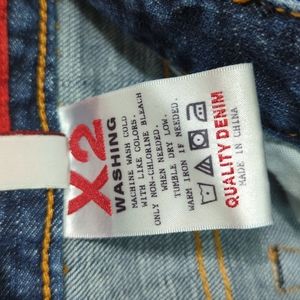 X2
WASHING
MACHINE WASH COLD
WITH LIKE COLORS.
ONLY NON-CHLORINE BLEACH
WHEN NEEDED.
TUMBLE DRY LOW.
WARM IRON IF NEEDED.
QUALITY DENIM
MADE IN CHINA